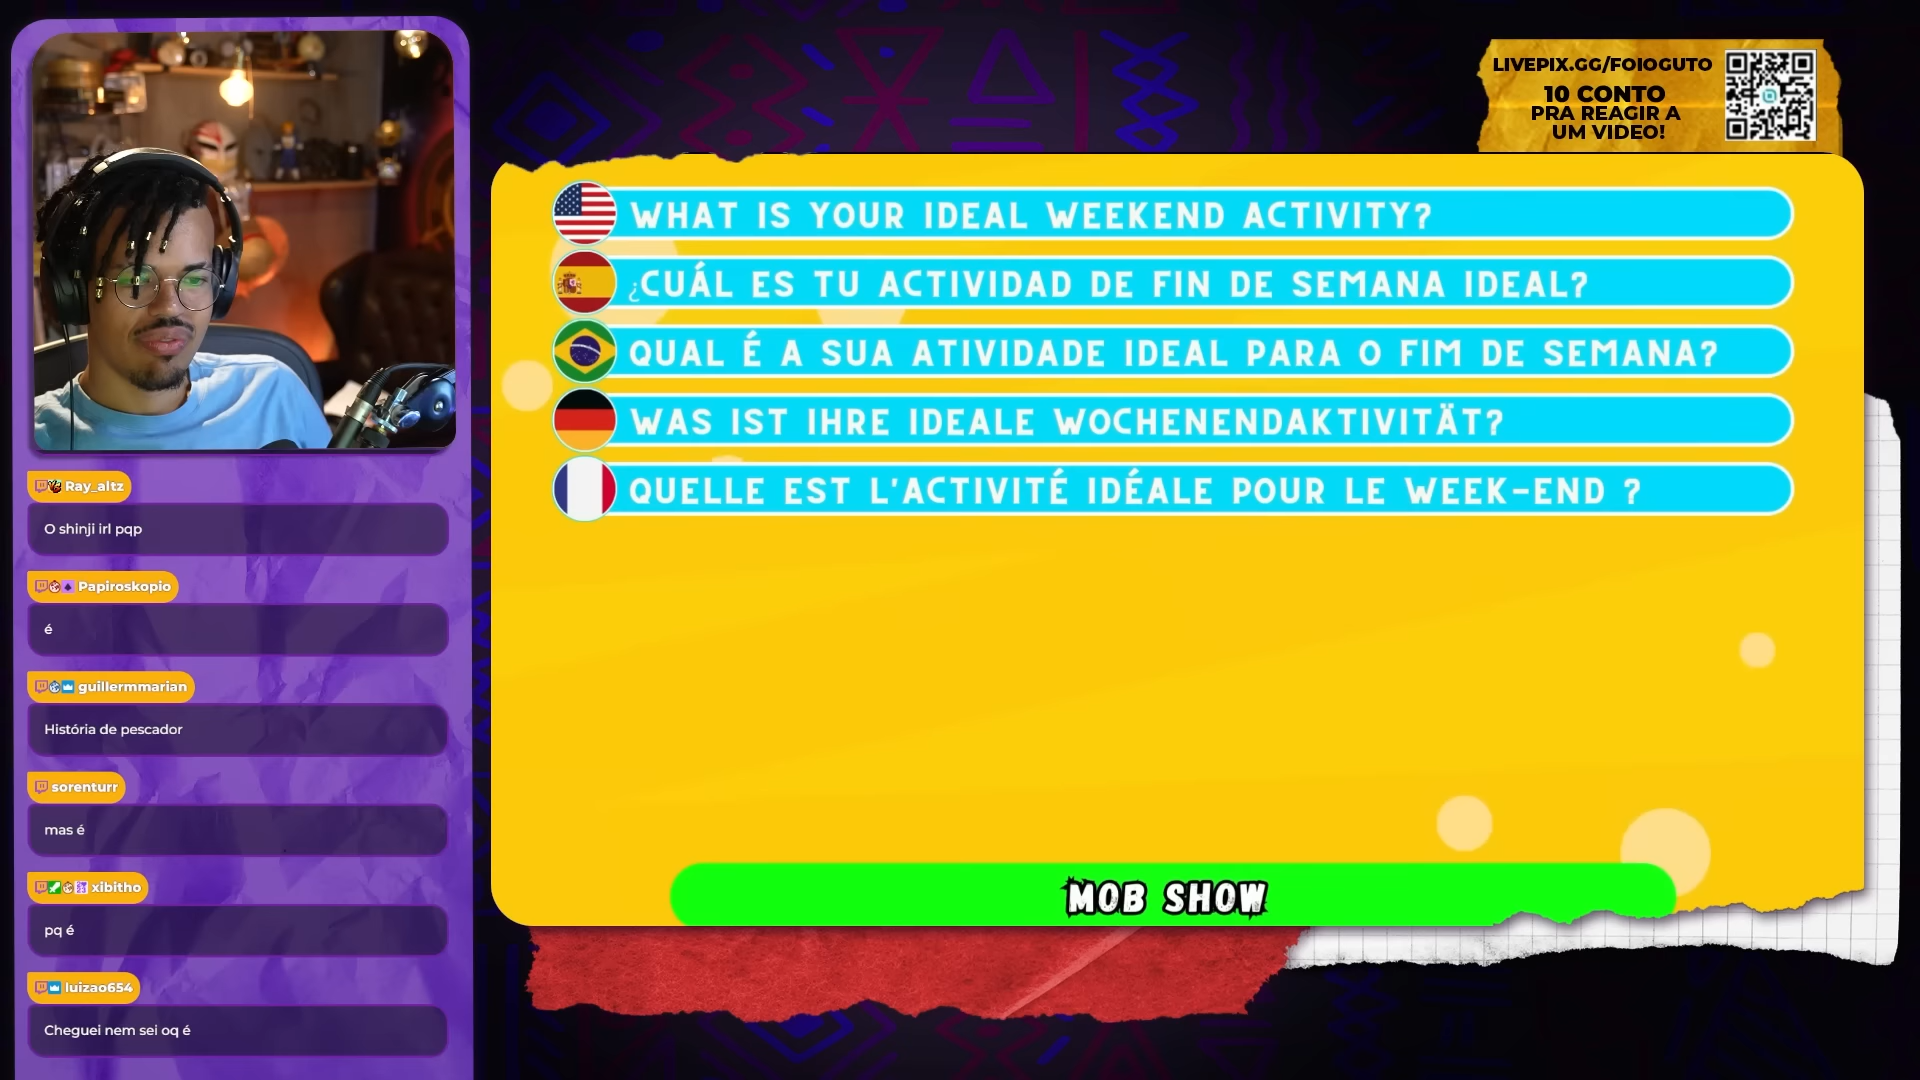 LIVEPIX.GG/FOIOGUTO
10 CONTO
PRA REAGIR A
UM VIDEO!
WHAT IS YOUR IDEAL WEEKEND ACTIVITY?
¿CUÁL ES TU ACTIVIDAD DE FIN DE SEMANA IDEAL?
QUAL É A SUA ATIVIDADE IDEAL PARA O FIM DE SEMANA?
WAS IST IHRE IDEALE WOCHENENDAKTIVITÄT?
QUELLE EST L'ACTIVITÉ IDÉALE POUR LE WEEK-END ?
MOB SHOW
Ray_altz
O shinji irl pqp
Papiroskopio
é
guillermmarian
História de pescador
sorenturr
mas é
xibitho
pq é
luizao654
Cheguei nem sei oq é